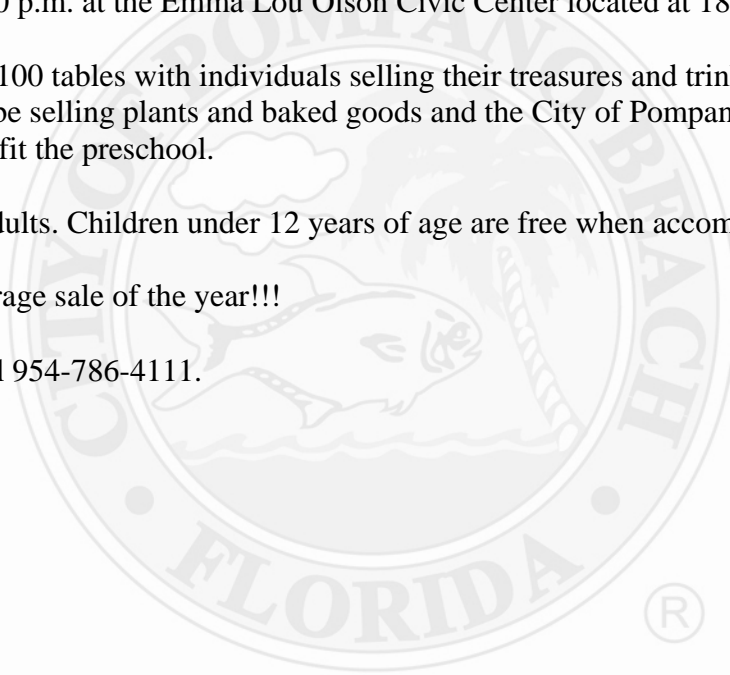 0 p.m. at the Emma Lou Olson Civic Center located at 18
100 tables with individuals selling their treasures and trin
be selling plants and baked goods and the City of Pompan
fit the preschool.
dults. Children under 12 years of age are free when accom
rage sale of the year!!!
l 954-786-4111.
CITY OF POMPANO BEACH
• FLORIDA •
®